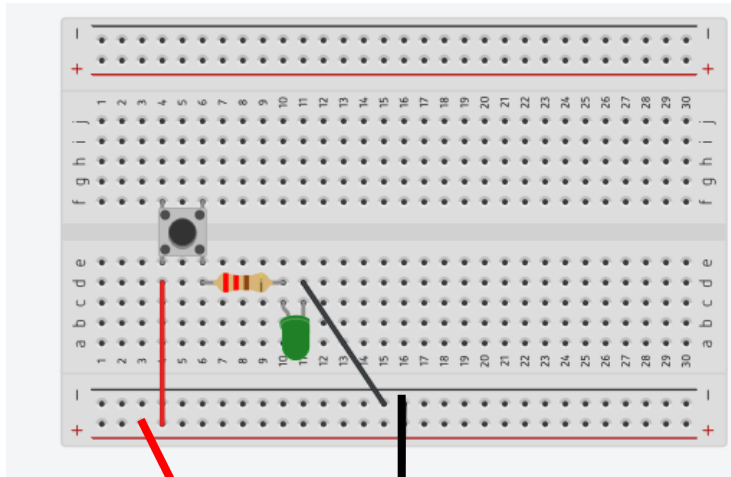 − −
+ +
1 2 3 4 5 6 7 8 9 10 11 12 13 14 15 16 17 18 19 20 21 22 23 24 25 26 27 28 29 30
j j
i i
h h
g g
f f
e e
d d
c c
b b
a a
1 2 3 5 6 7 8 9 10 11 12 13 14 15 16 17 18 19 20 21 22 23 24 25 26 27 28 29 30
− −
+ +